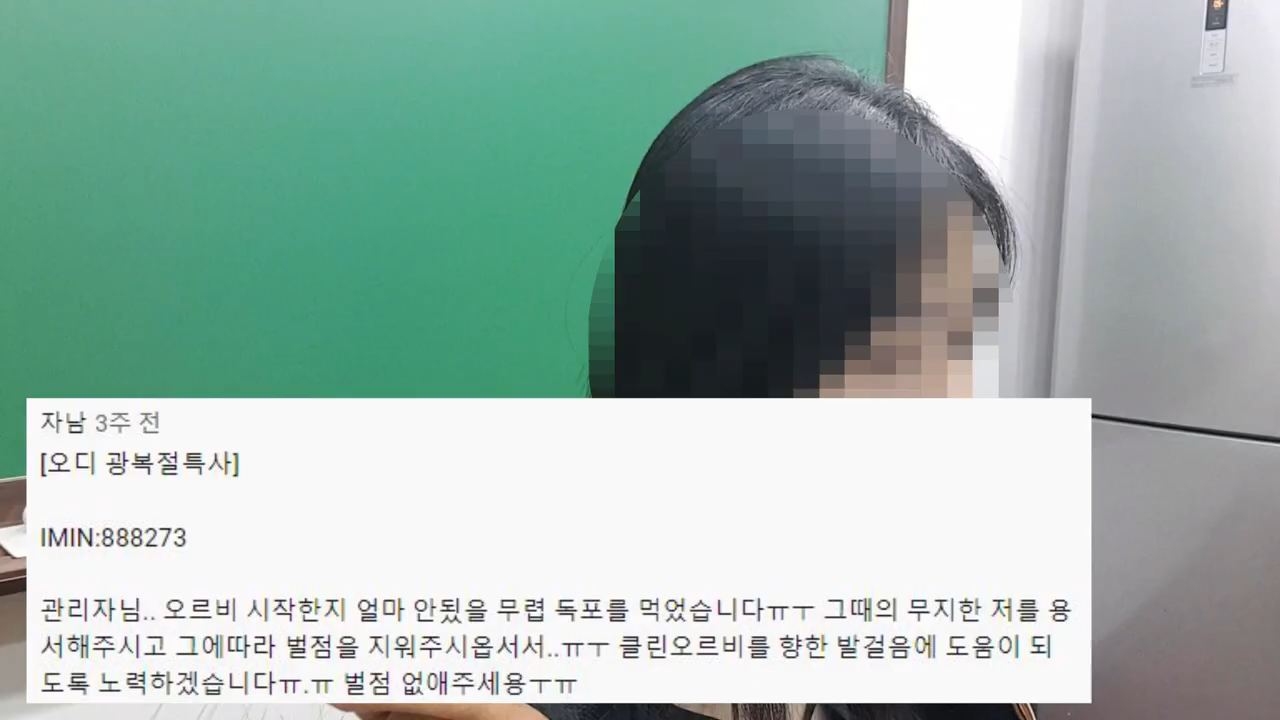 자남 3주 전
[오디 광복절특사]
IMIN:888273
관리자님.. 오르비 시작한지 얼마 안됬을 무렵 독포를 먹었습니다ㅠㅜ 그때의 무지한 저를 용
서해주시고 그에따라 벌점을 지워주시옵서서..ㅠㅜ 클린오르비를 향한 발걸음에 도움이 되
도록 노력하겠습니다ㅠ.ㅠ 벌점 없애주세용ㅜㅠ